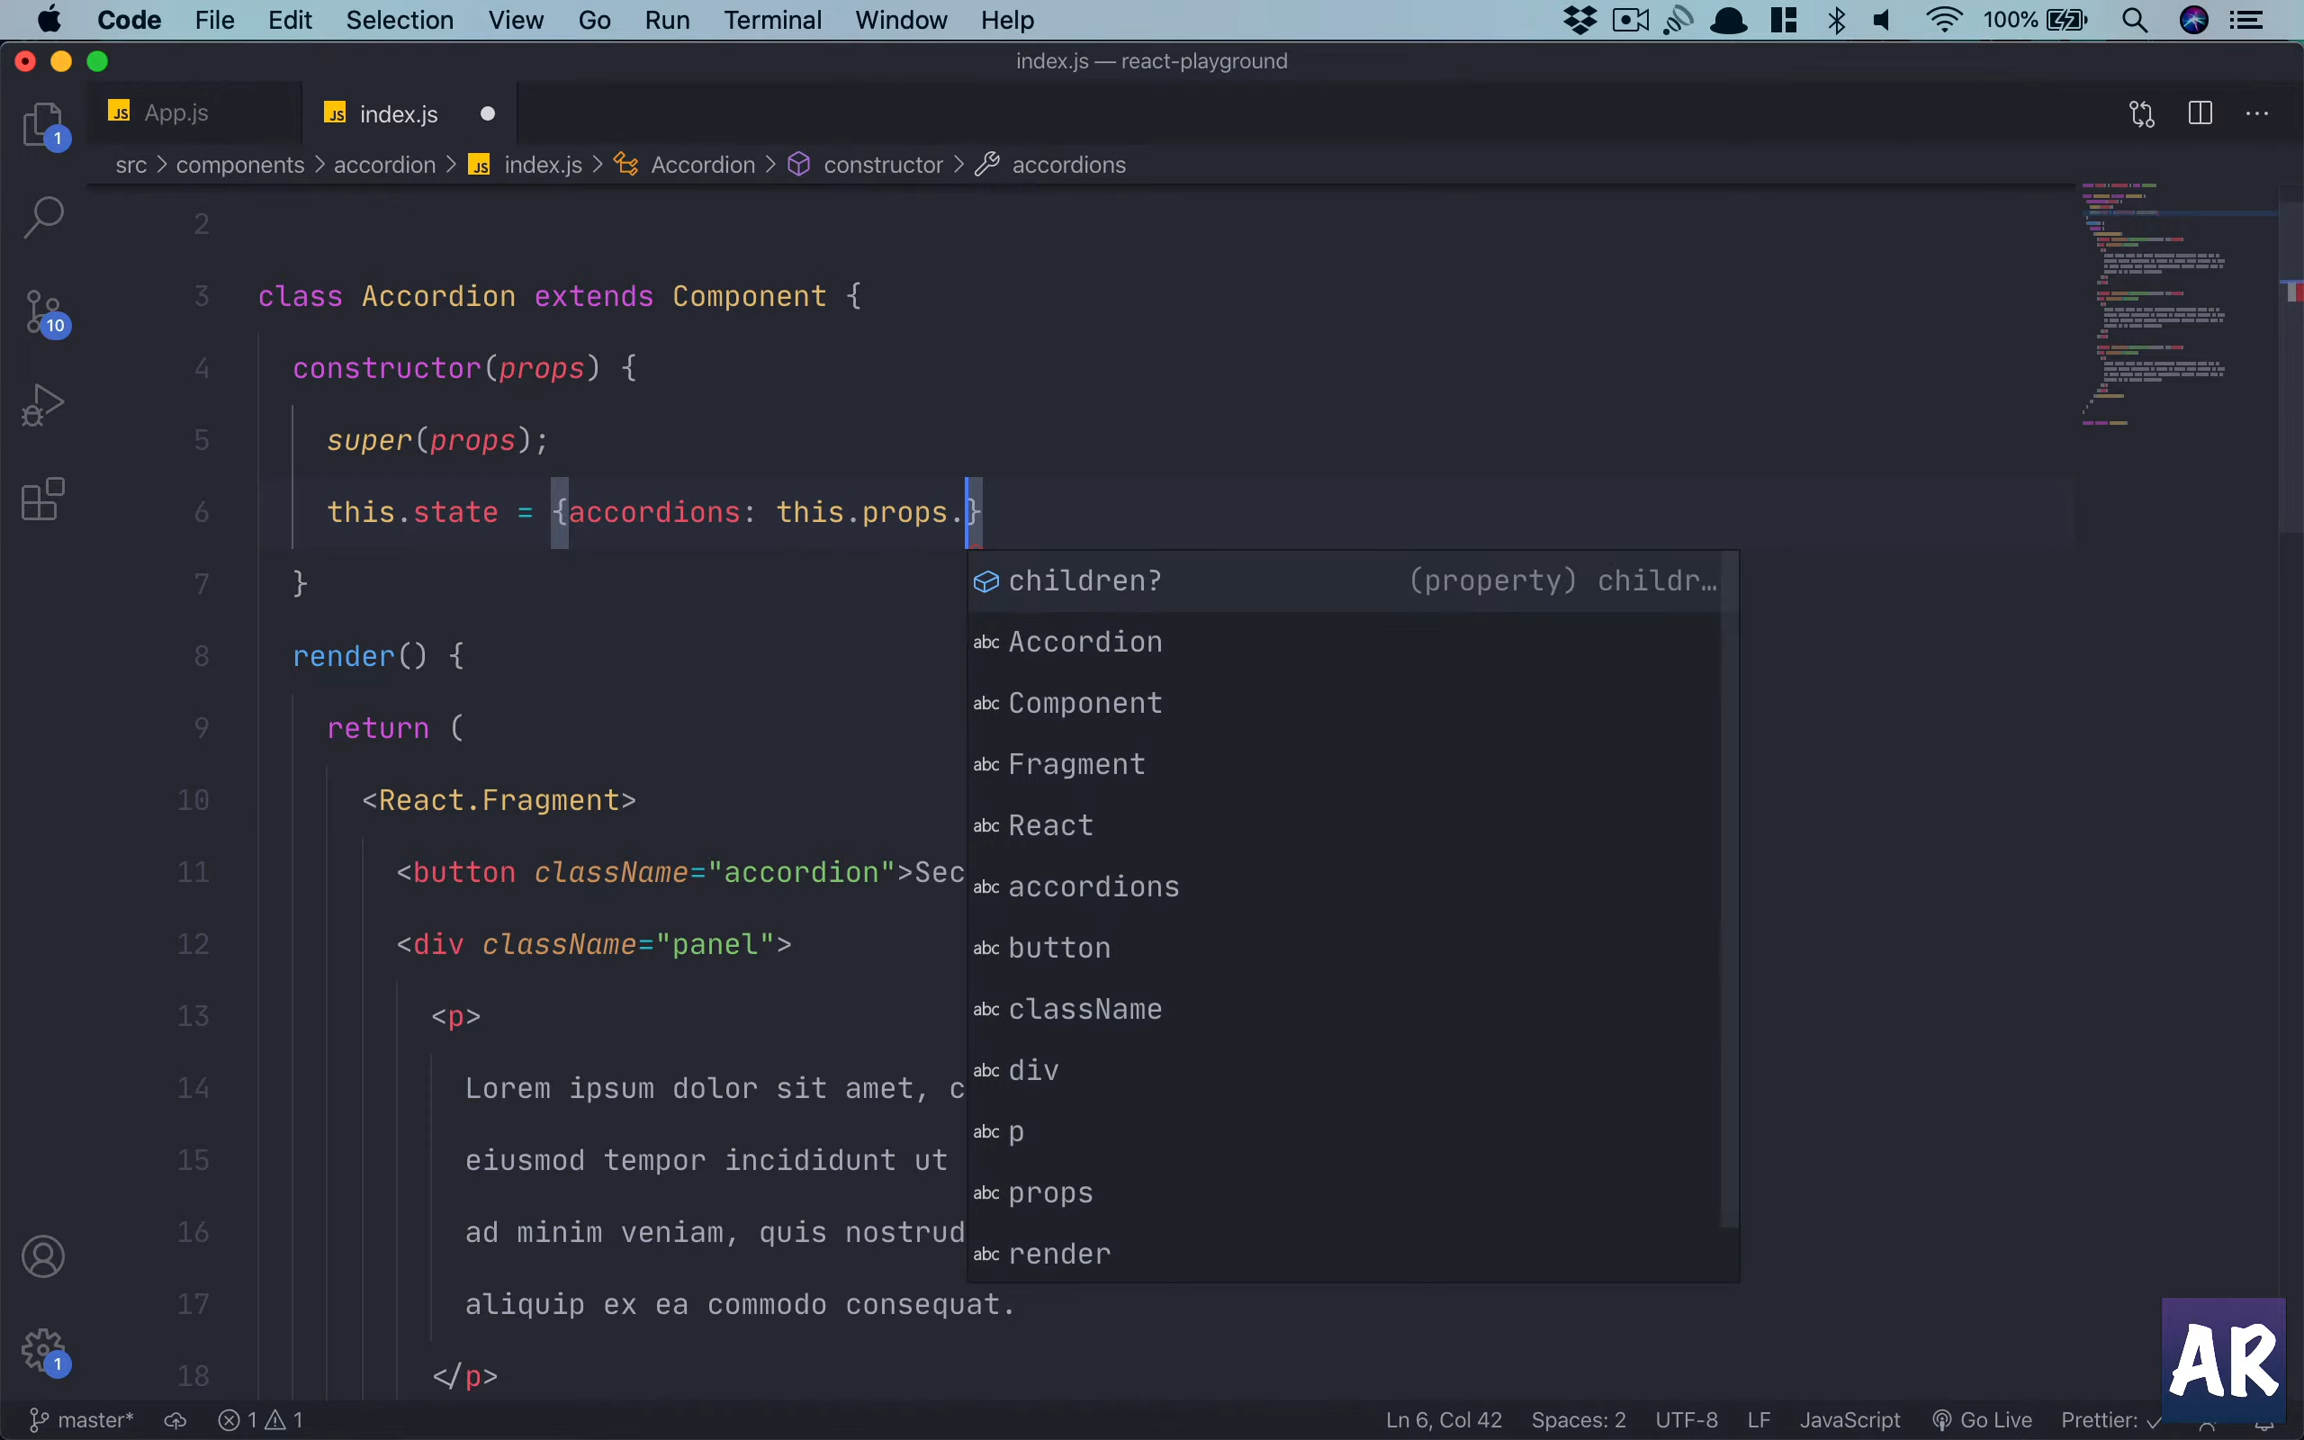 Code File Edit Selection View Go Run Terminal Window Help 100%
index.js — react-playground
JS App.js JS index.js
1
src > components > accordion > JS index.js > Accordion > constructor > accordions
2
3 class Accordion extends Component {
10
4 constructor(props) {
5 super(props);
6 this.state = {accordions: this.props.}
7 }
8 render() {
9 return (
10 <React.Fragment>
11 <button className="accordion">Sec
12 <div className="panel">
13 <p>
14 Lorem ipsum dolor sit amet, c
15 eiusmod tempor incididunt ut
16 ad minim veniam, quis nostrud
17 aliquip ex ea commodo consequat.
18 </p>
children? (property) childr…
abc Accordion
abc Component
abc Fragment
abc React
abc accordions
abc button
abc className
abc div
abc p
abc props
abc render
1
AR
master* 1 1 Ln 6, Col 42 Spaces: 2 UTF-8 LF JavaScript Go Live Prettier: ✓